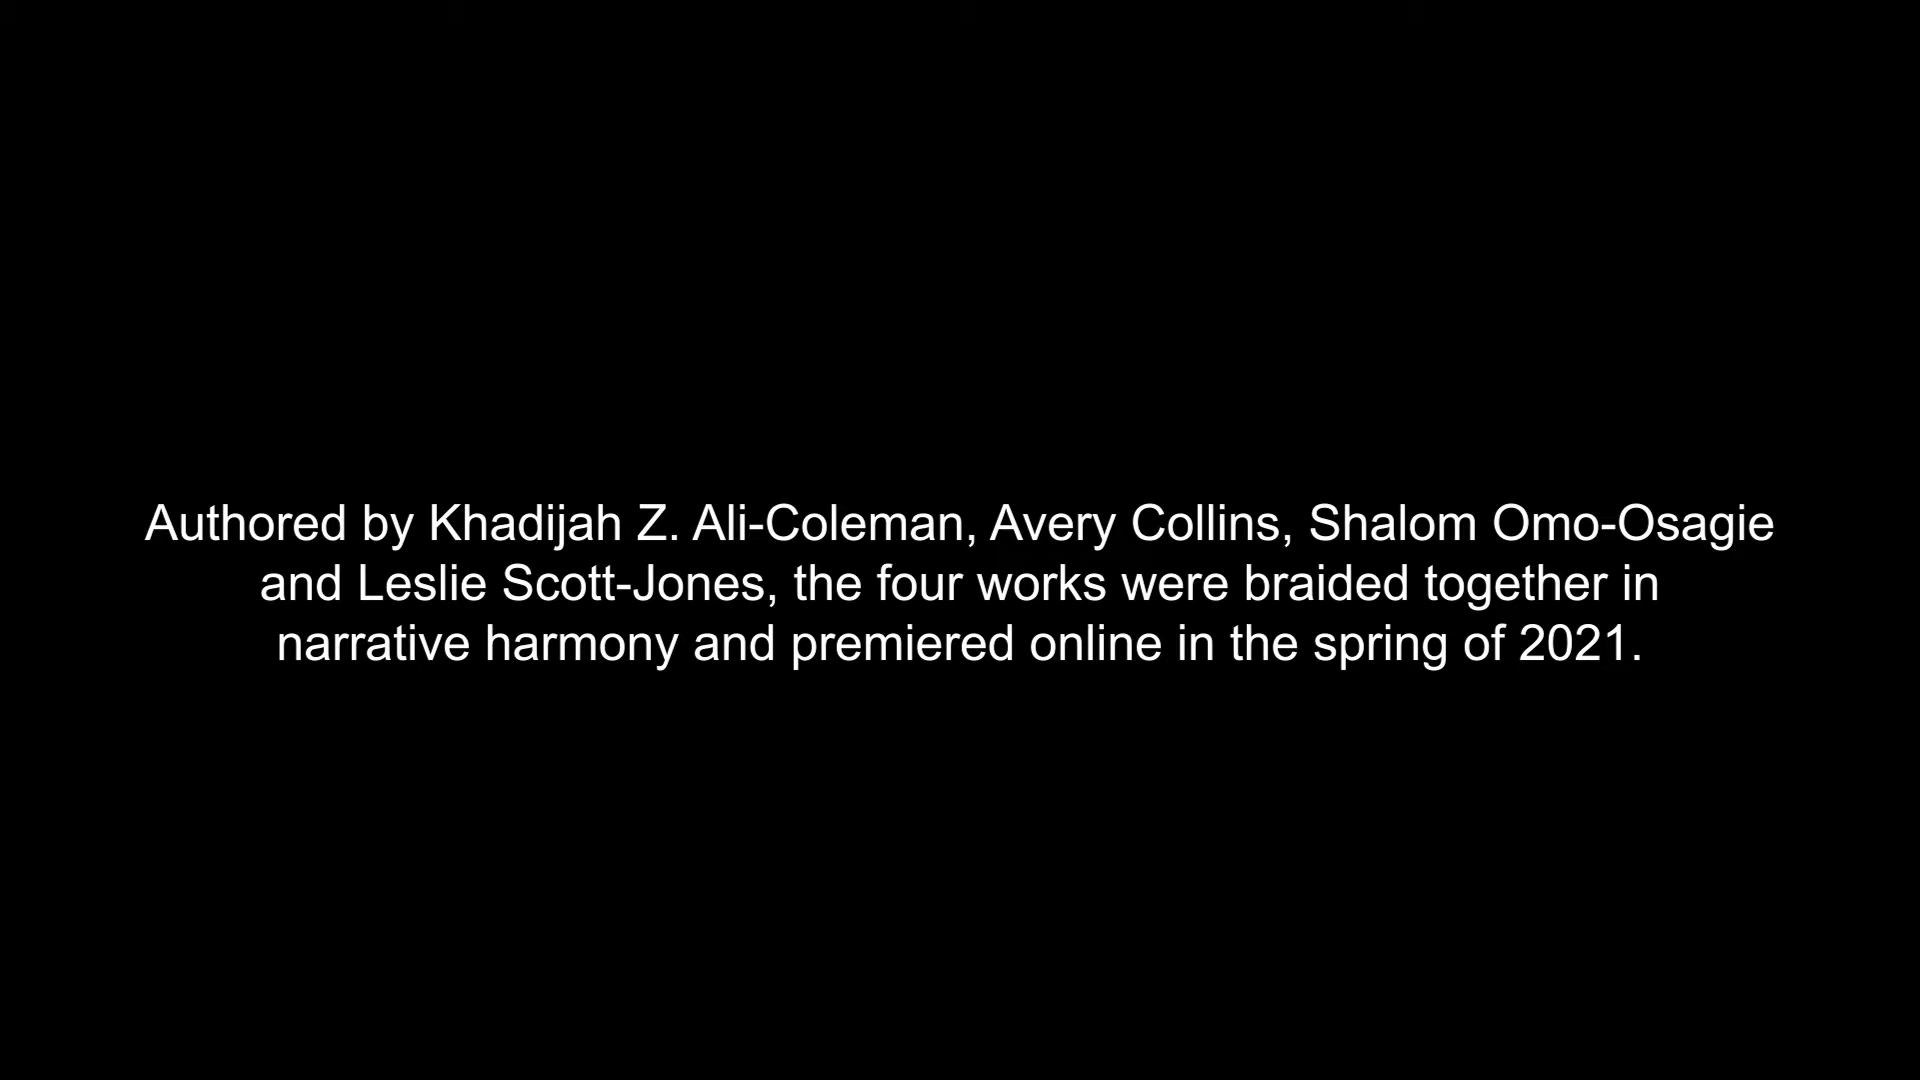 Authored by Khadijah Z. Ali-Coleman, Avery Collins, Shalom Omo-Osagie
and Leslie Scott-Jones, the four works were braided together in
narrative harmony and premiered online in the spring of 2021.